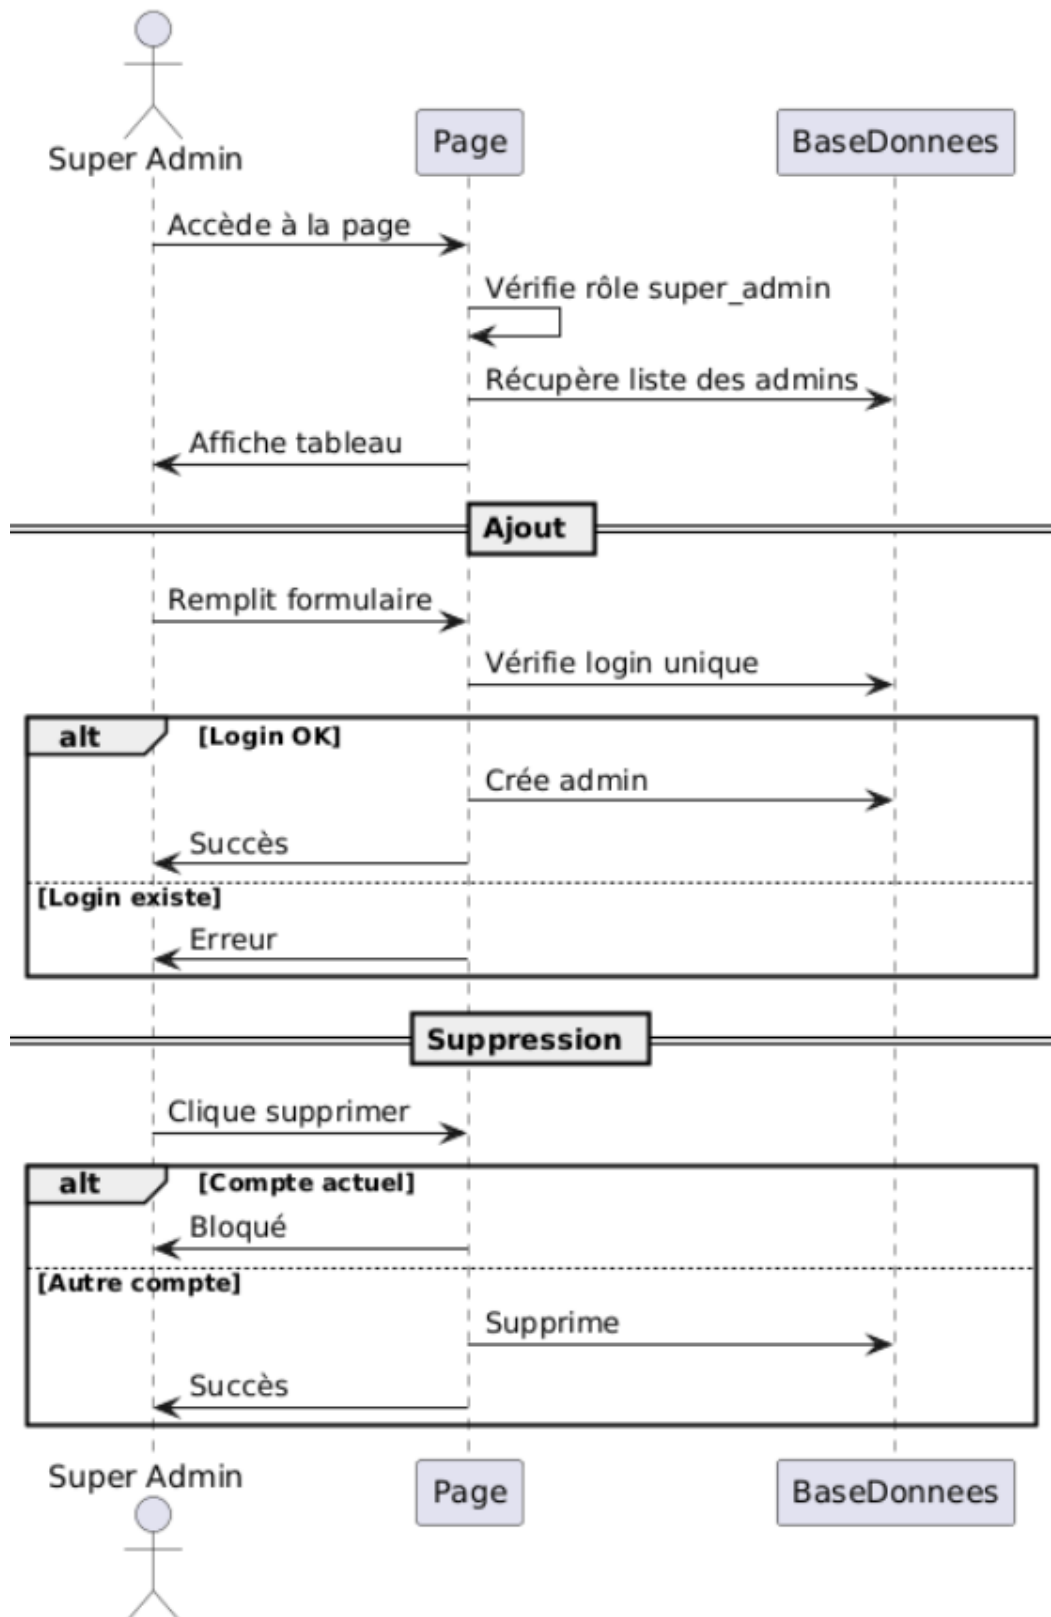 Super Admin
Page
BaseDonnees
Accède à la page
Vérifie rôle super_admin
Récupère liste des admins
Affiche tableau
Ajout
Remplit formulaire
Vérifie login unique
alt
[Login OK]
Crée admin
Succès
[Login existe]
Erreur
Suppression
Clique supprimer
alt
[Compte actuel]
Bloqué
[Autre compte]
Supprime
Succès
Super Admin
Page
BaseDonnees